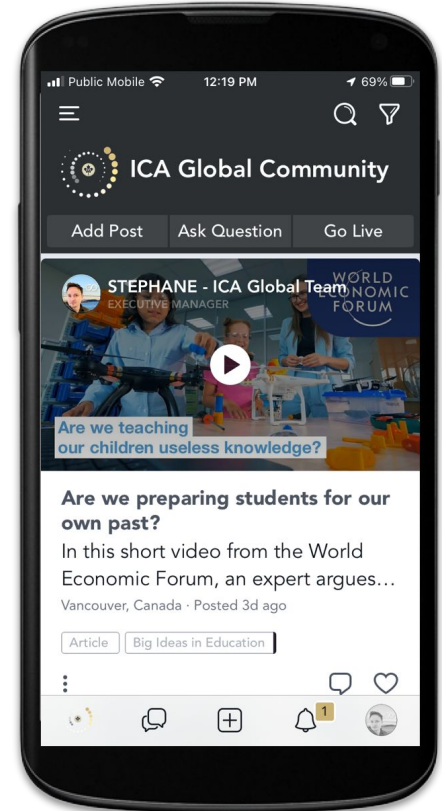 Public Mobile 12:19 PM 69%
ICA Global Community
Add Post Ask Question Go Live
STEPHANE - ICA Global Team
EXECUTIVE MANAGER
WORLD
ECONOMIC
FORUM
Are we teaching
our children useless knowledge?
Are we preparing students for our
own past?
In this short video from the World
Economic Forum, an expert argues…
Vancouver, Canada · Posted 3d ago
Article Big Ideas in Education
1